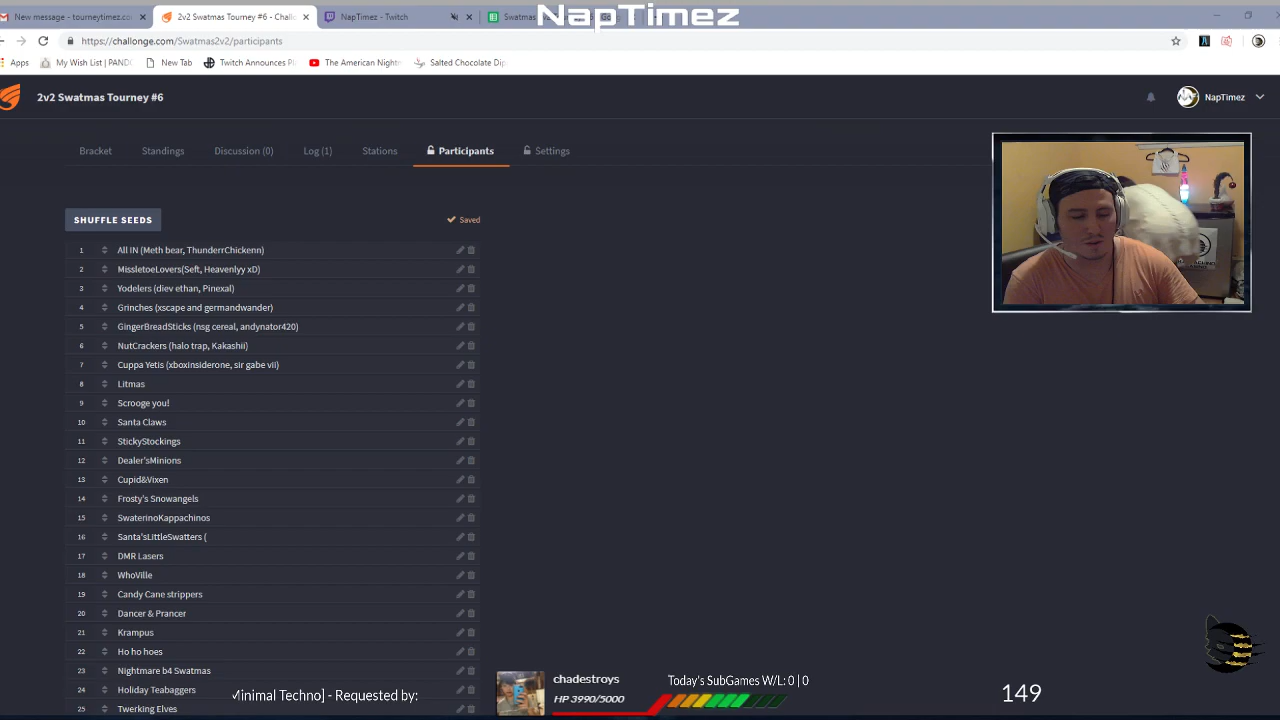 New message - tourneytimez.com
2v2 Swatmas Tourney #6 - Challo
NapTimez - Twitch
NapTimez
https://challonge.com/Swatmas2v2/participants
Apps
My Wish List | PANDO
New Tab
Twitch Announces Pl
The American Nightm
Salted Chocolate Dip
2v2 Swatmas Tourney #6
NapTimez
Bracket
Standings
Discussion (0)
Log (1)
Stations
Participants
Settings
SHUFFLE SEEDS
Saved
1 All IN (Meth bear, ThunderrChickenn)
2 MissletoeLovers(Seft, Heavenlyy xD)
3 Yodelers (diev ethan, Pinexal)
4 Grinches (xscape and germandwander)
5 GingerBreadSticks (nsg cereal, andynator420)
6 NutCrackers (halo trap, Kakashii)
7 Cuppa Yetis (xboxinsiderone, sir gabe vii)
8 Litmas
9 Scrooge you!
10 Santa Claws
11 StickyStockings
12 Dealer'sMinions
13 Cupid&Vixen
14 Frosty's Snowangels
15 SwaterinoKappachinos
16 Santa'sLittleSwatters (
17 DMR Lasers
18 WhoVille
19 Candy Cane strippers
20 Dancer & Prancer
21 Krampus
22 Ho ho hoes
23 Nightmare b4 Swatmas
24 Holiday Teabaggers
25 Twerking Elves
inimal Techno] - Requested by:
chadestroys
HP 3990/5000
Today's SubGames W/L: 0 | 0
149